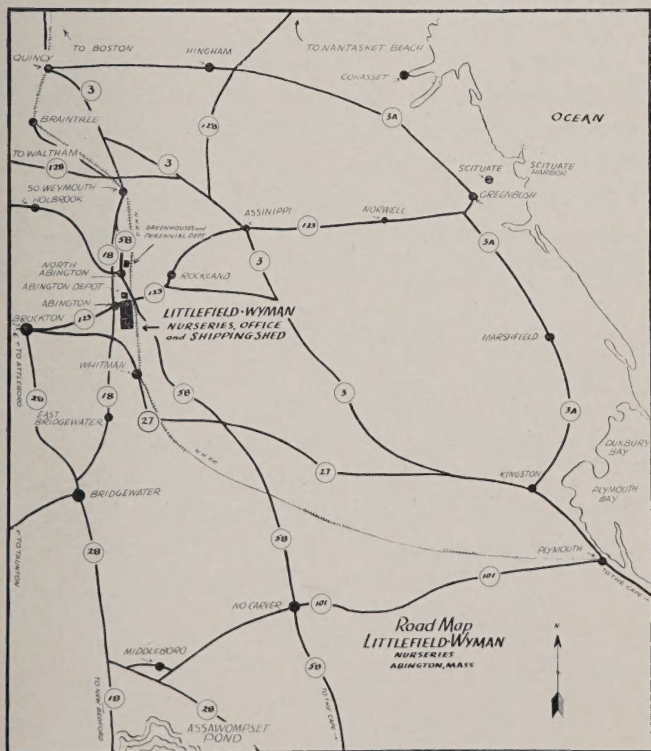 TO BOSTON
HINGHAM
TO NANTASKET BEACH
COHASSET
QUINCY
3
3A
OCEAN
BRAINTREE
128
3
TO WALTHAM
128
SCITUATE
SCITUATE HARBOR
SO. WEYMOUTH
HOLBROOK
GREENBUSH
GREENHOUSES and
PERENNIAL DEPT.
ASSINIPPI
NORWELL
123
18
58
3A
NORTH
ABINGTON
3
ROCKLAND
ABINGTON DEPOT
123
ABINGTON
LITTLEFIELD-WYMAN
NURSERIES, OFFICE
and SHIPPING SHED
BROCKTON
123
MARSHFIELD
TO ATTLEBORO
WHITMAN
28
18
58
3
3A
EAST
BRIDGEWATER
27
DUXBURY
BAY
27
KINGSTON
BRIDGEWATER
PLYMOUTH
BAY
TO TAUNTON
28
58
PLYMOUTH
101
TO THE CAPE
NO. CARVER
101
Road Map
LITTLEFIELD-WYMAN
NURSERIES
ABINGTON, MASS
N
MIDDLEBORO
58
TO NEW BEDFORD
18
28
TO THE CAPE
ASSAWOMPSET
POND